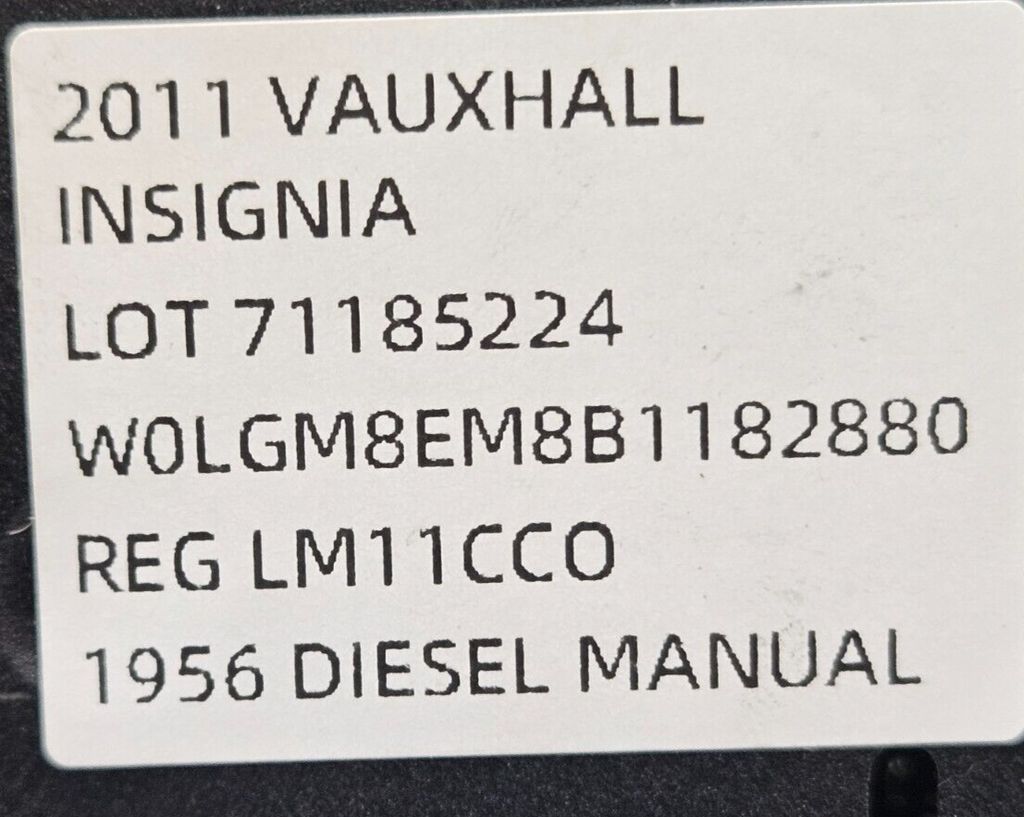 2011 VAUXHALL
INSIGNIA
LOT 71185224
W0LGM8EM8B1182880
REG LM11CCO
1956 DIESEL MANUAL